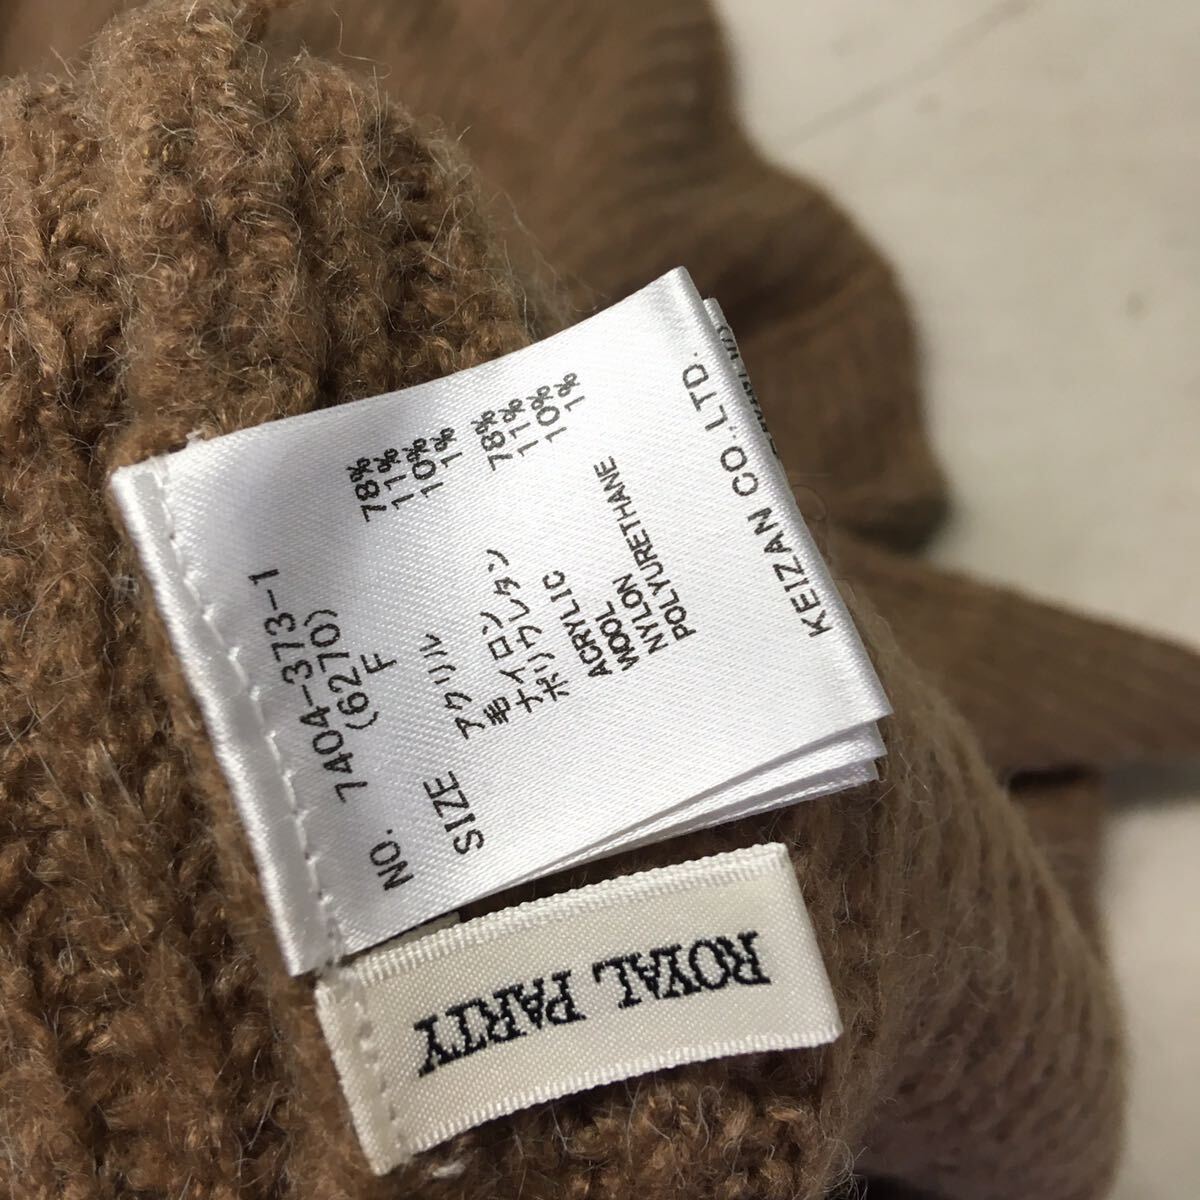 NO. 7404-373-1
(6270)
SIZE F
アクリル 78%
毛 11%
ナイロン 10%
ポリウレタン 1%
ACRYLIC 78%
WOOL 11%
NYLON 10%
POLYURETHANE 1%
KEIZAN CO.,LTD.
ROYAL PARTY